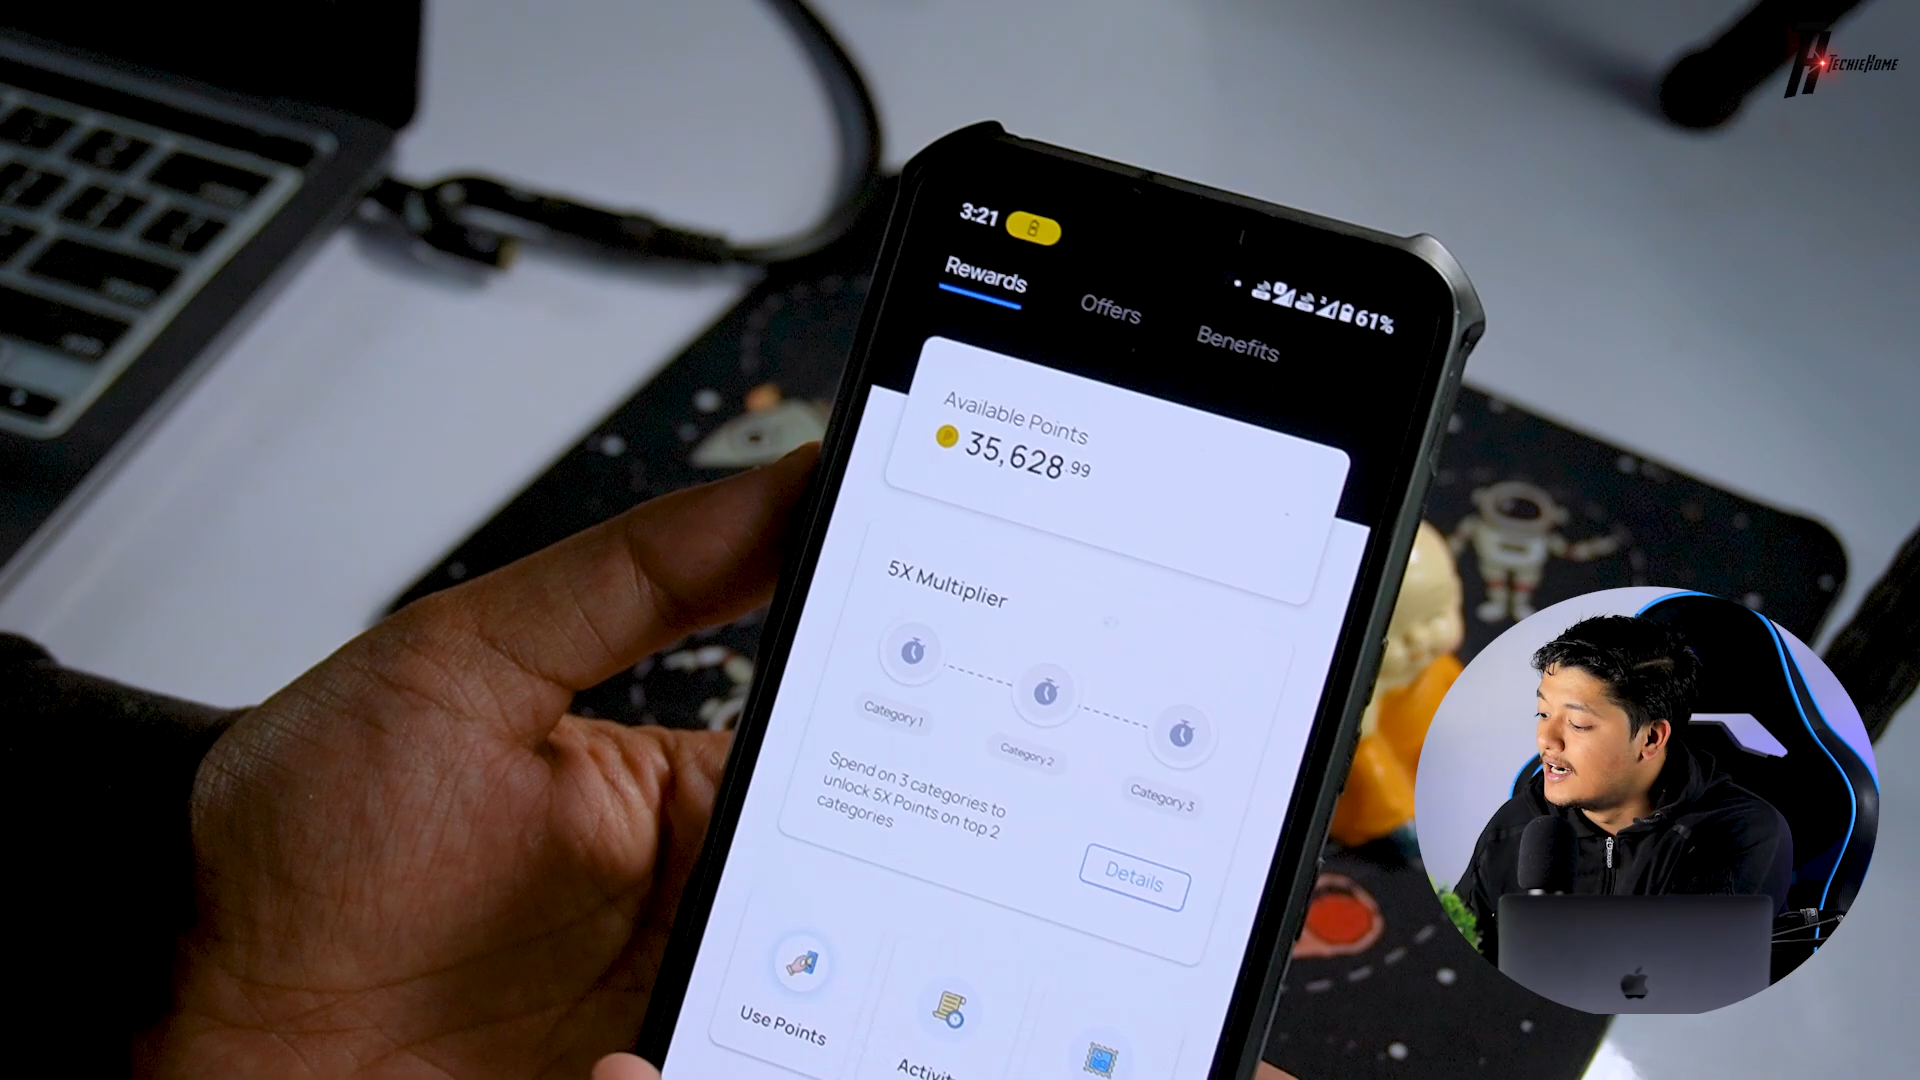 TECHIEHOME
3:21
61%
Rewards
Offers
Benefits
Available Points
35,628.99
5X Multiplier
Category 1
Category 2
Category 3
Spend on 3 categories to
unlock 5X Points on top 2
categories
Details
Use Points